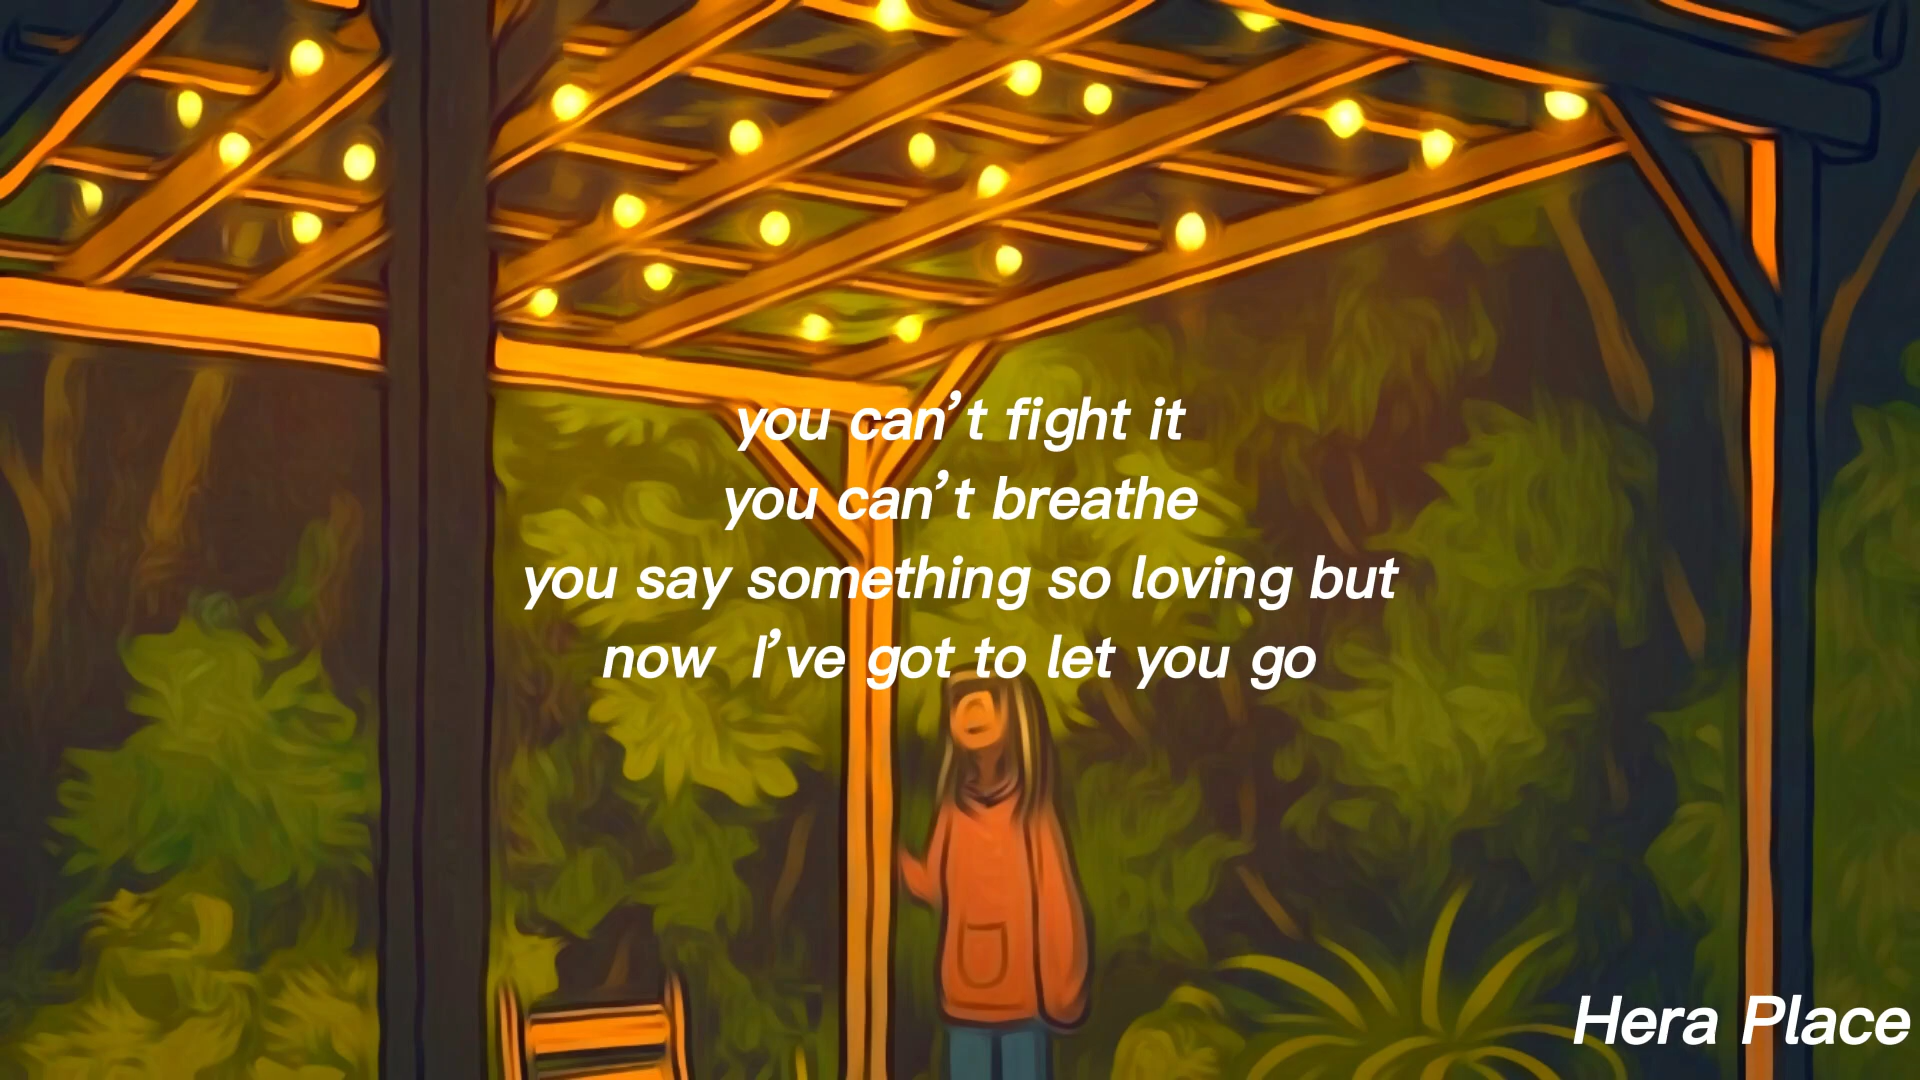 you can’t fight it
you can’t breathe
you say something so loving but
now I’ve got to let you go
Hera Place